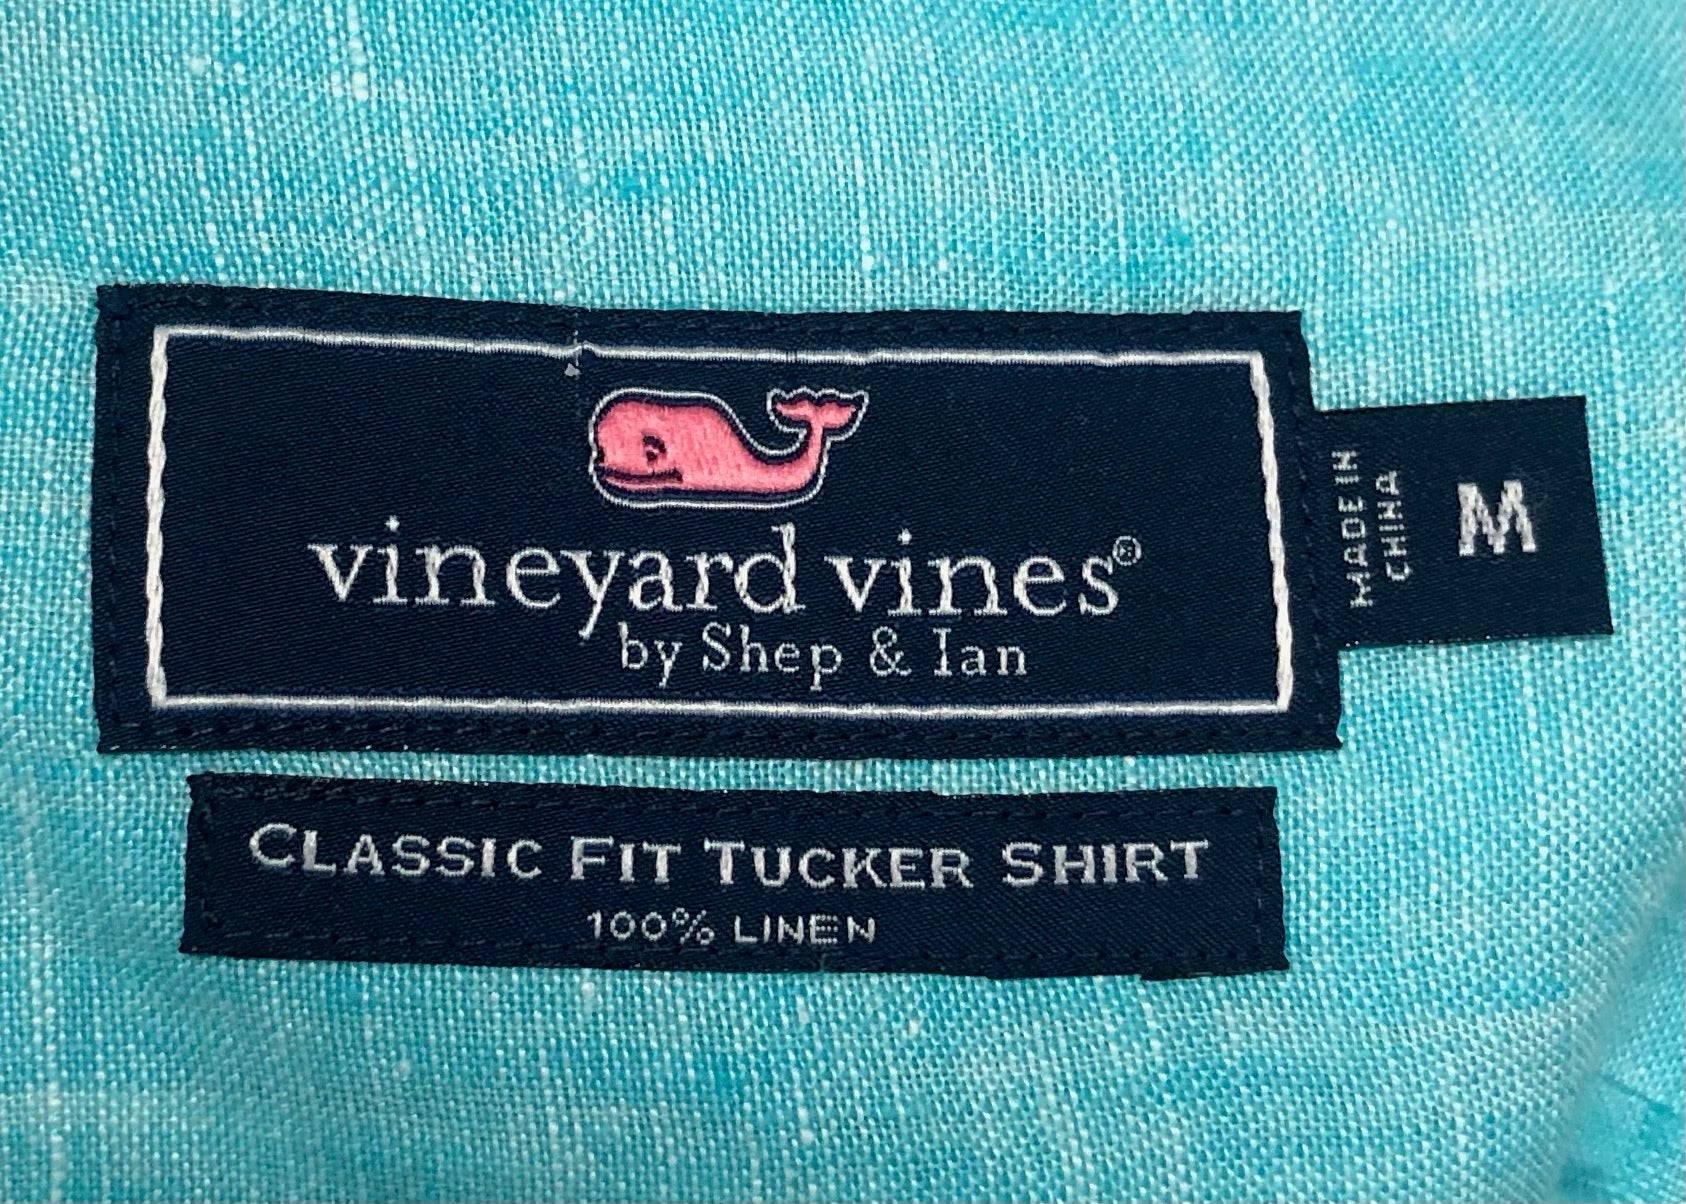 vineyard vines®
by Shep & Ian
MADE IN
CHINA
M
CLASSIC FIT TUCKER SHIRT
100% LINEN